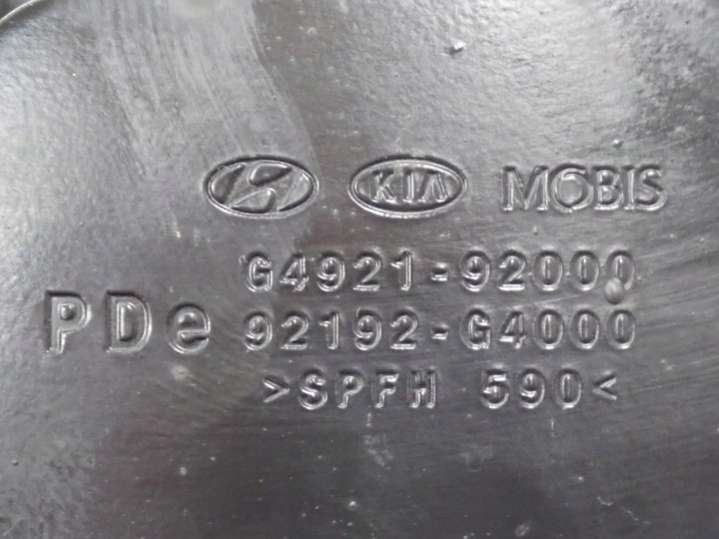 KIA MOBIS
G4921-92000
PDe 92192-G4000
>SPFH 590<